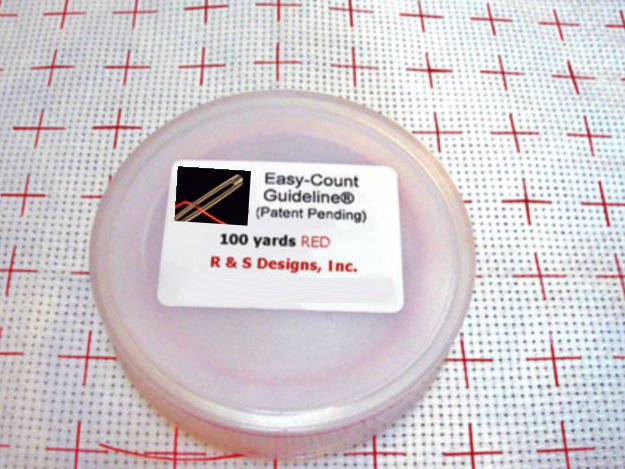 Easy-Count
Guideline®
(Patent Pending)
100 yards RED
R & S Designs, Inc.